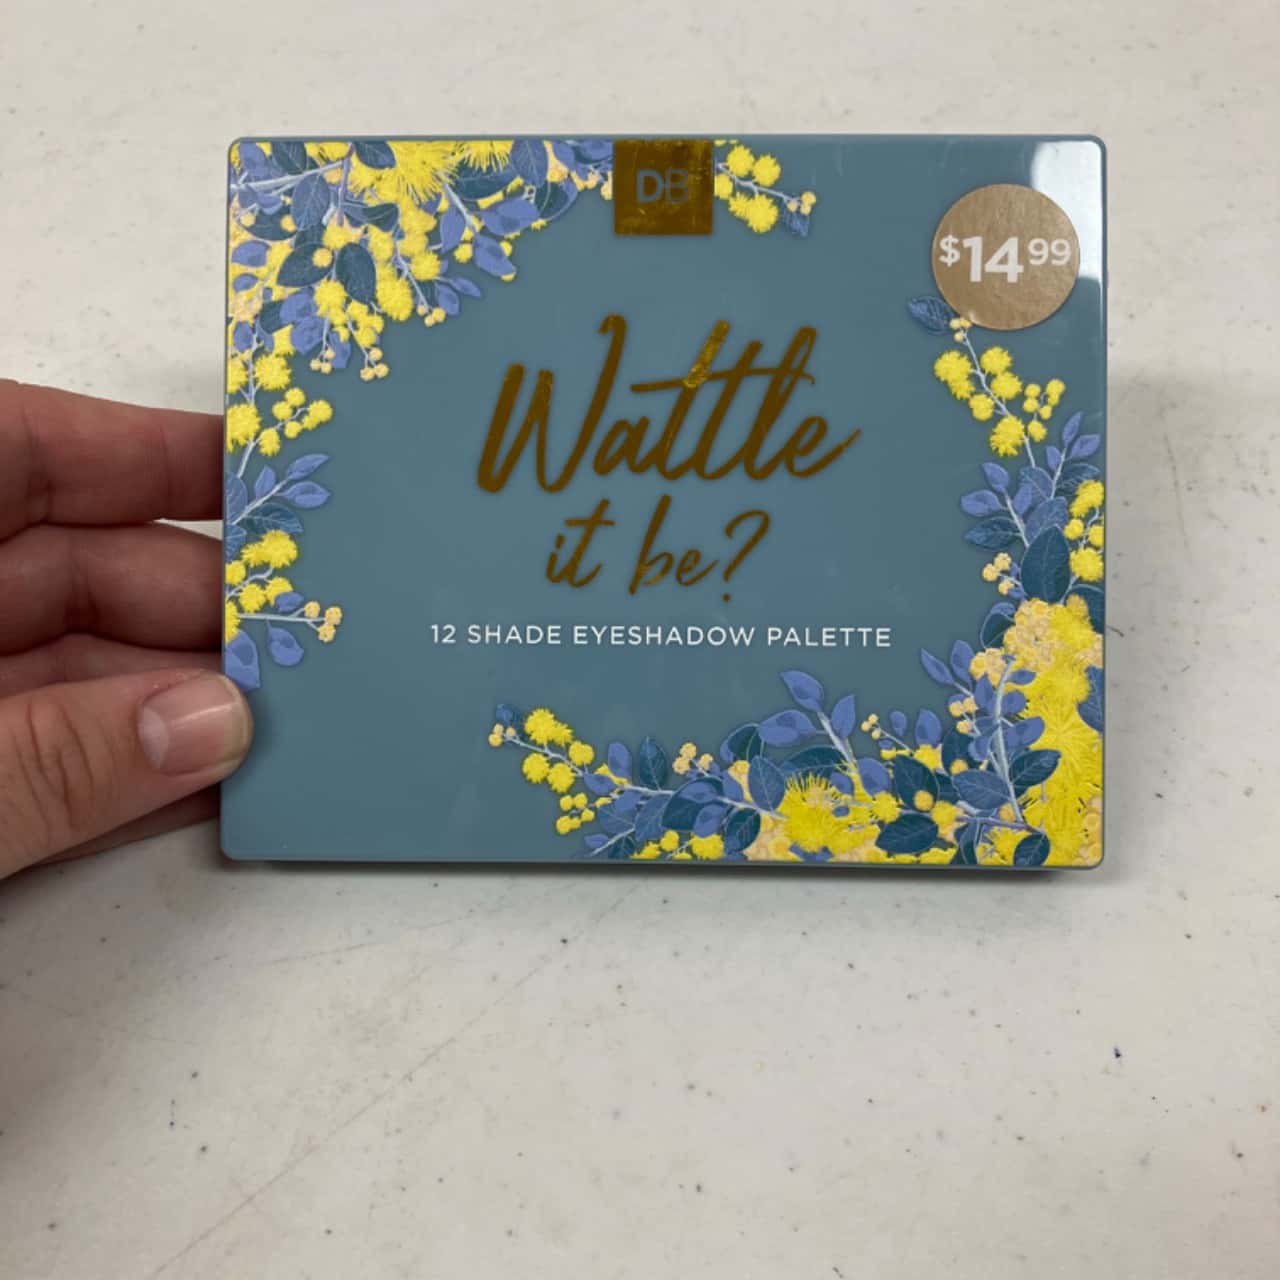 DB
$14.99
Wattle
it be?
12 SHADE EYESHADOW PALETTE